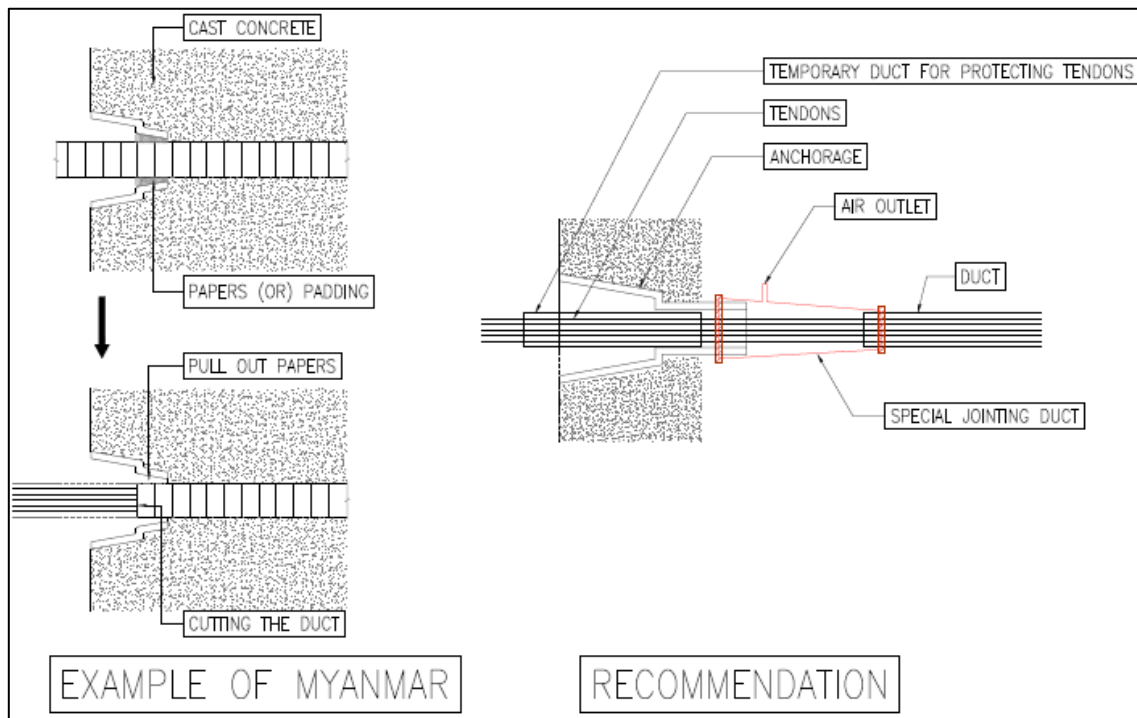 CAST CONCRETE
PAPERS (OR) PADDING
PULL OUT PAPERS
CUTTING THE DUCT
EXAMPLE OF MYANMAR
TEMPORARY DUCT FOR PROTECTING TENDONS
TENDONS
ANCHORAGE
AIR OUTLET
DUCT
SPECIAL JOINTING DUCT
RECOMMENDATION